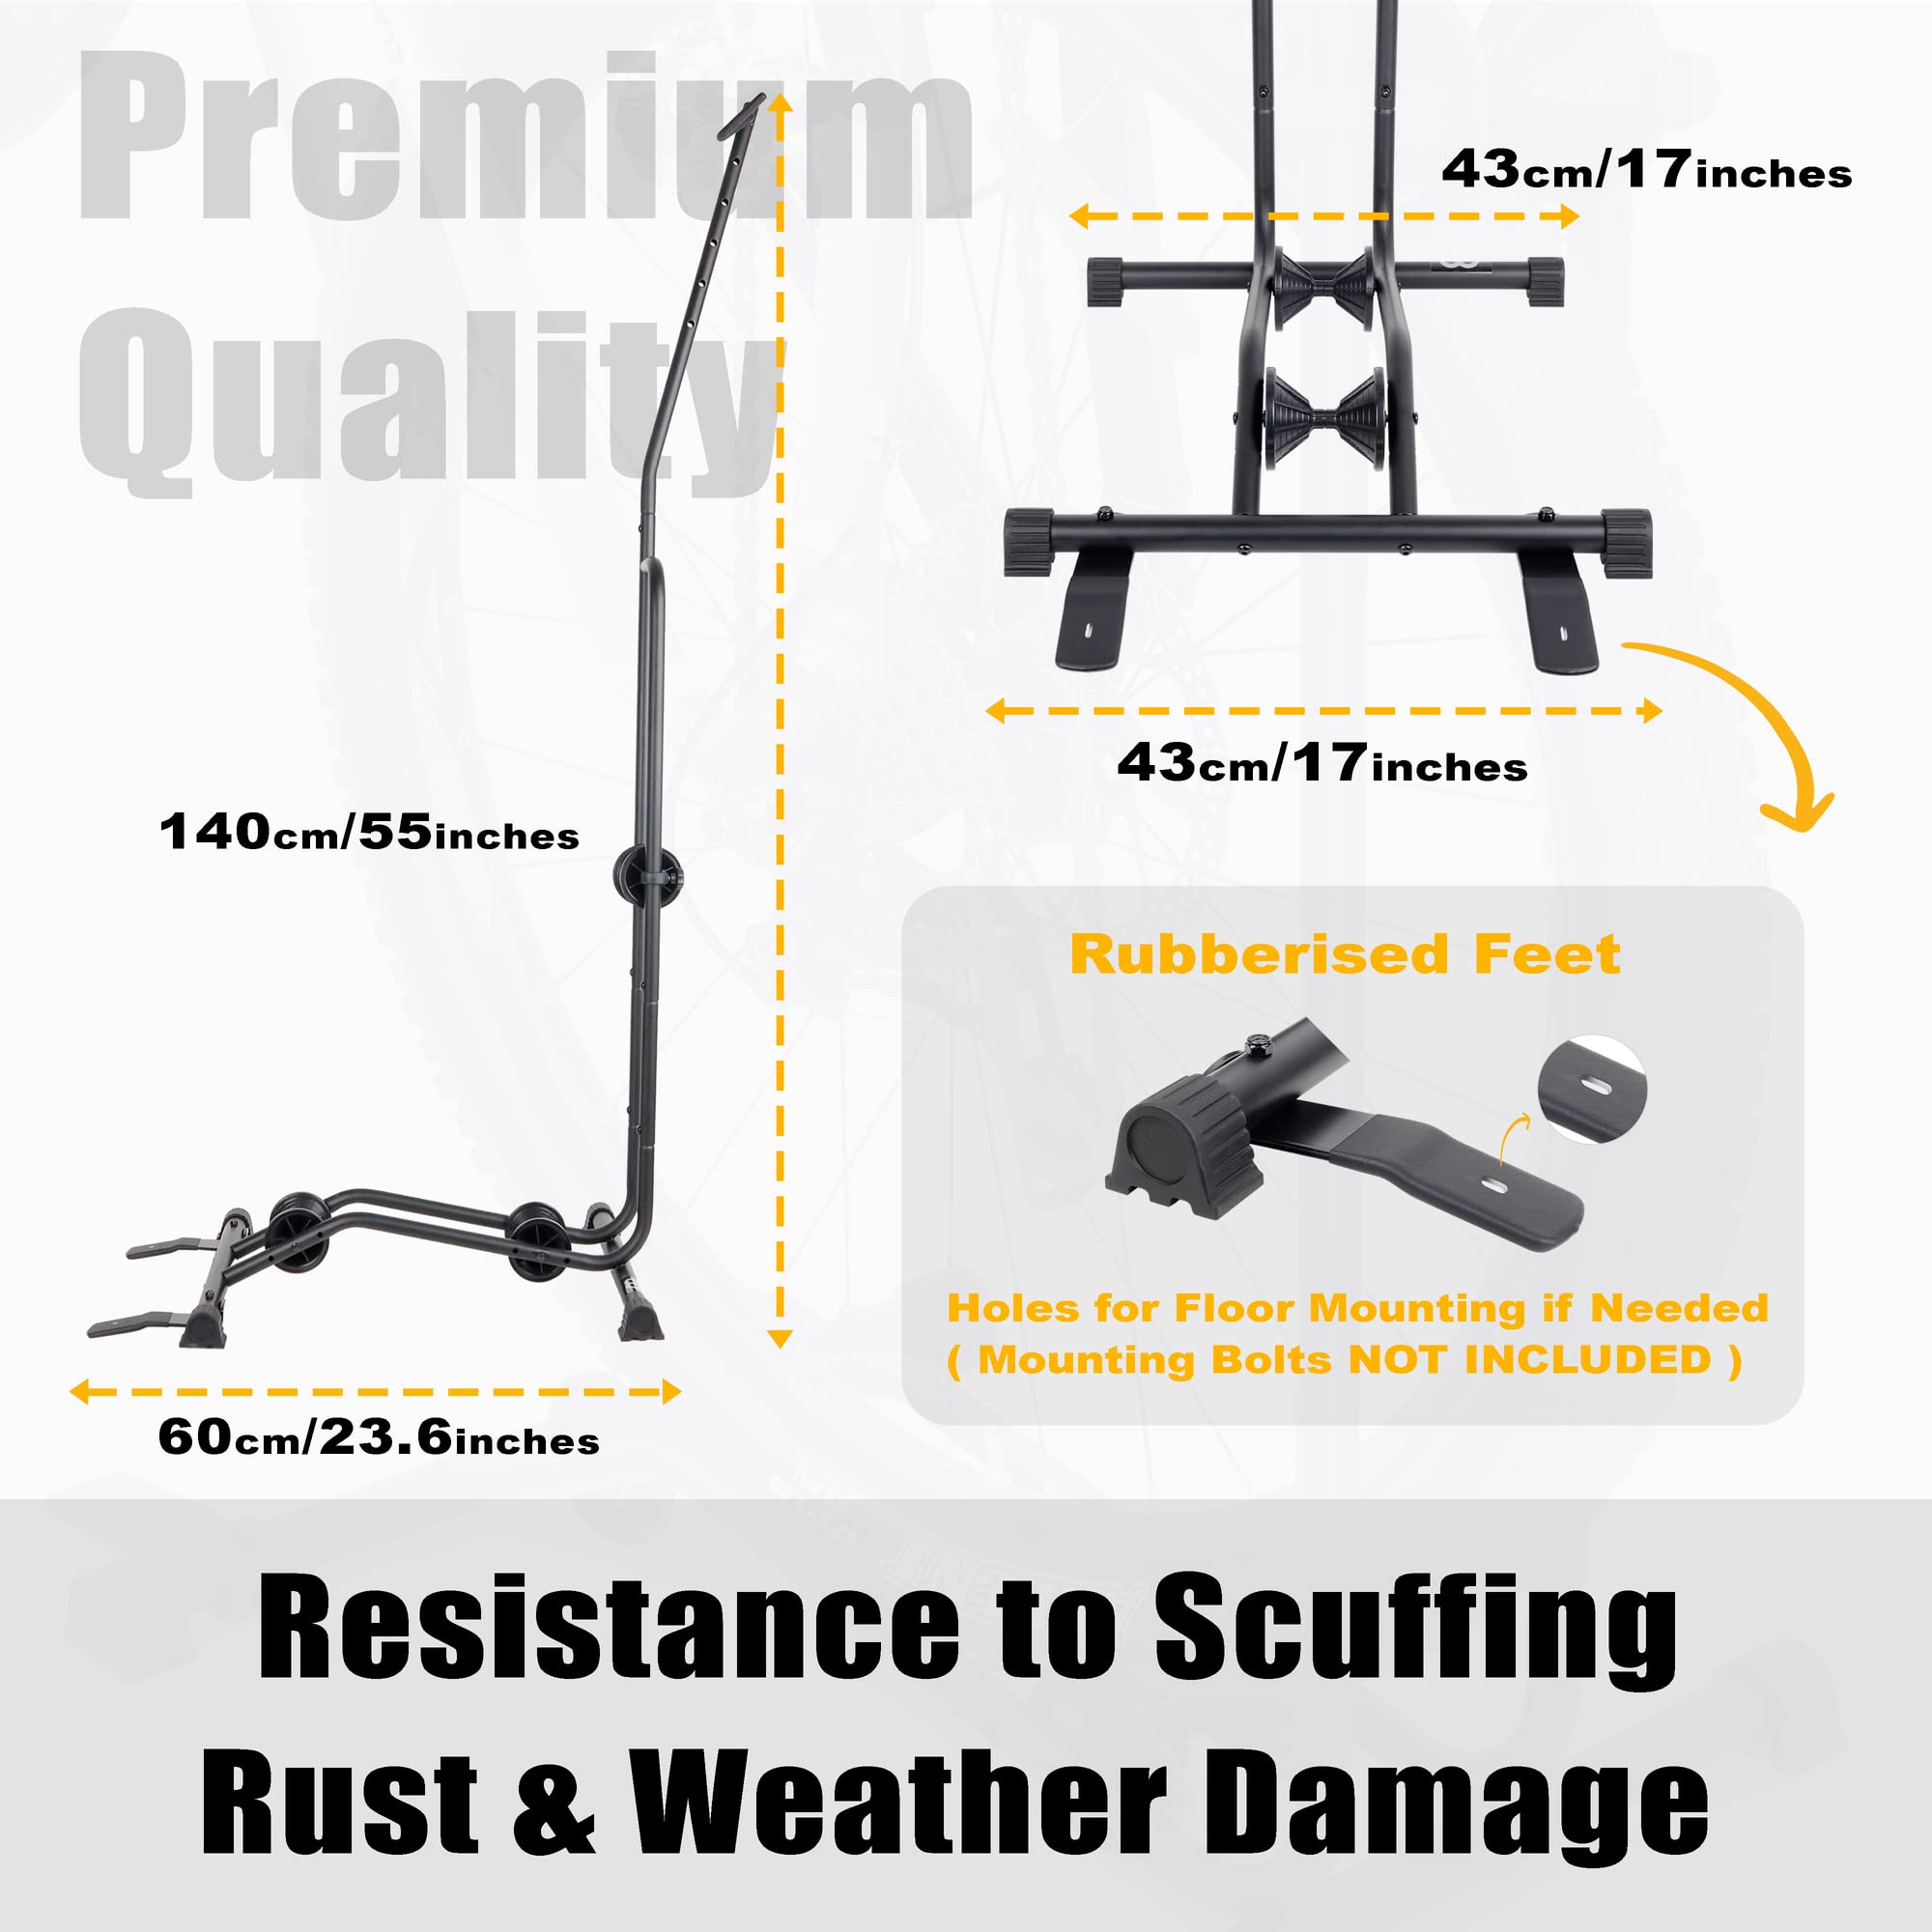 Premium
Quality
43cm/17inches
43cm/17inches
140cm/55inches
Rubberised Feet
Holes for Floor Mounting if Needed
( Mounting Bolts NOT INCLUDED )
60cm/23.6inches
Resistance to Scuffing
Rust & Weather Damage